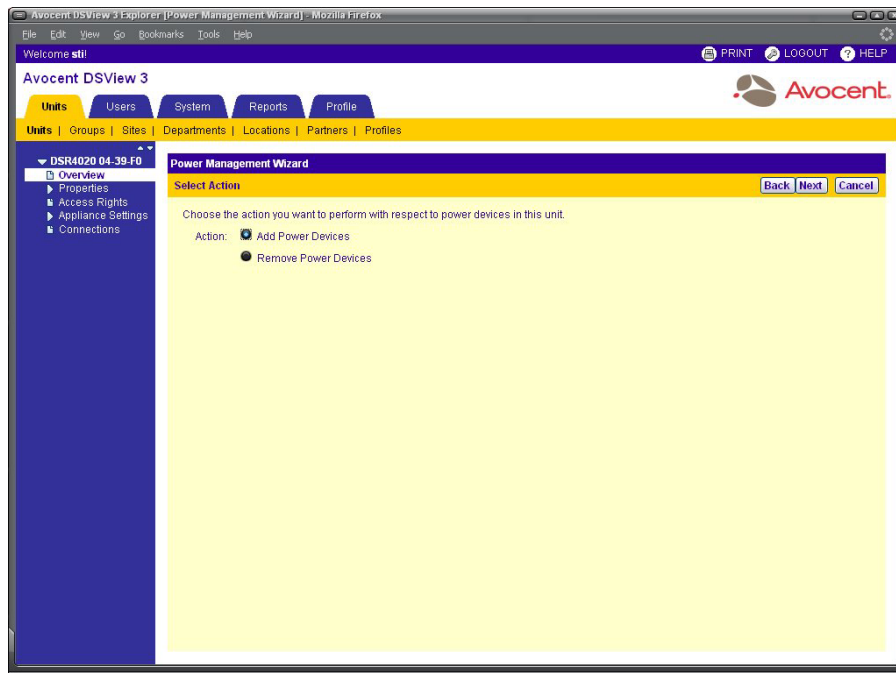 Avocent DSView 3 Explorer [Power Management Wizard] - Mozilla Firefox
File Edit View Go Bookmarks Tools Help
Welcome sti!
PRINT LOGOUT ? HELP
Avocent DSView 3
Avocent.
Units Users System Reports Profile
Units | Groups | Sites | Departments | Locations | Partners | Profiles
DSR4020 04-39-F0
Overview
Properties
Access Rights
Appliance Settings
Connections
Power Management Wizard
Select Action
Back Next Cancel
Choose the action you want to perform with respect to power devices in this unit.
Action: Add Power Devices
Remove Power Devices